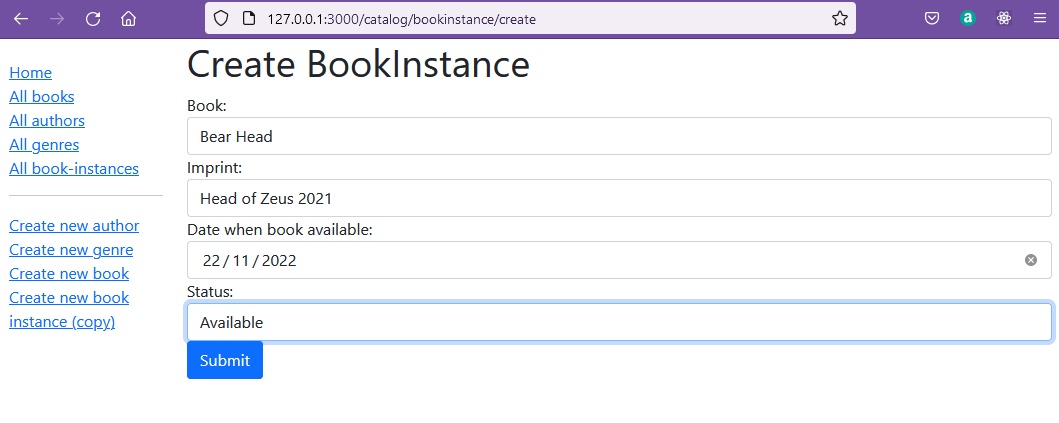 127.0.0.1:3000/catalog/bookinstance/create
Home
All books
All authors
All genres
All book-instances
Create new author
Create new genre
Create new book
Create new book
instance (copy)
Create BookInstance
Book:
Bear Head
Imprint:
Head of Zeus 2021
Date when book available:
22 / 11 / 2022
Status:
Available
Submit